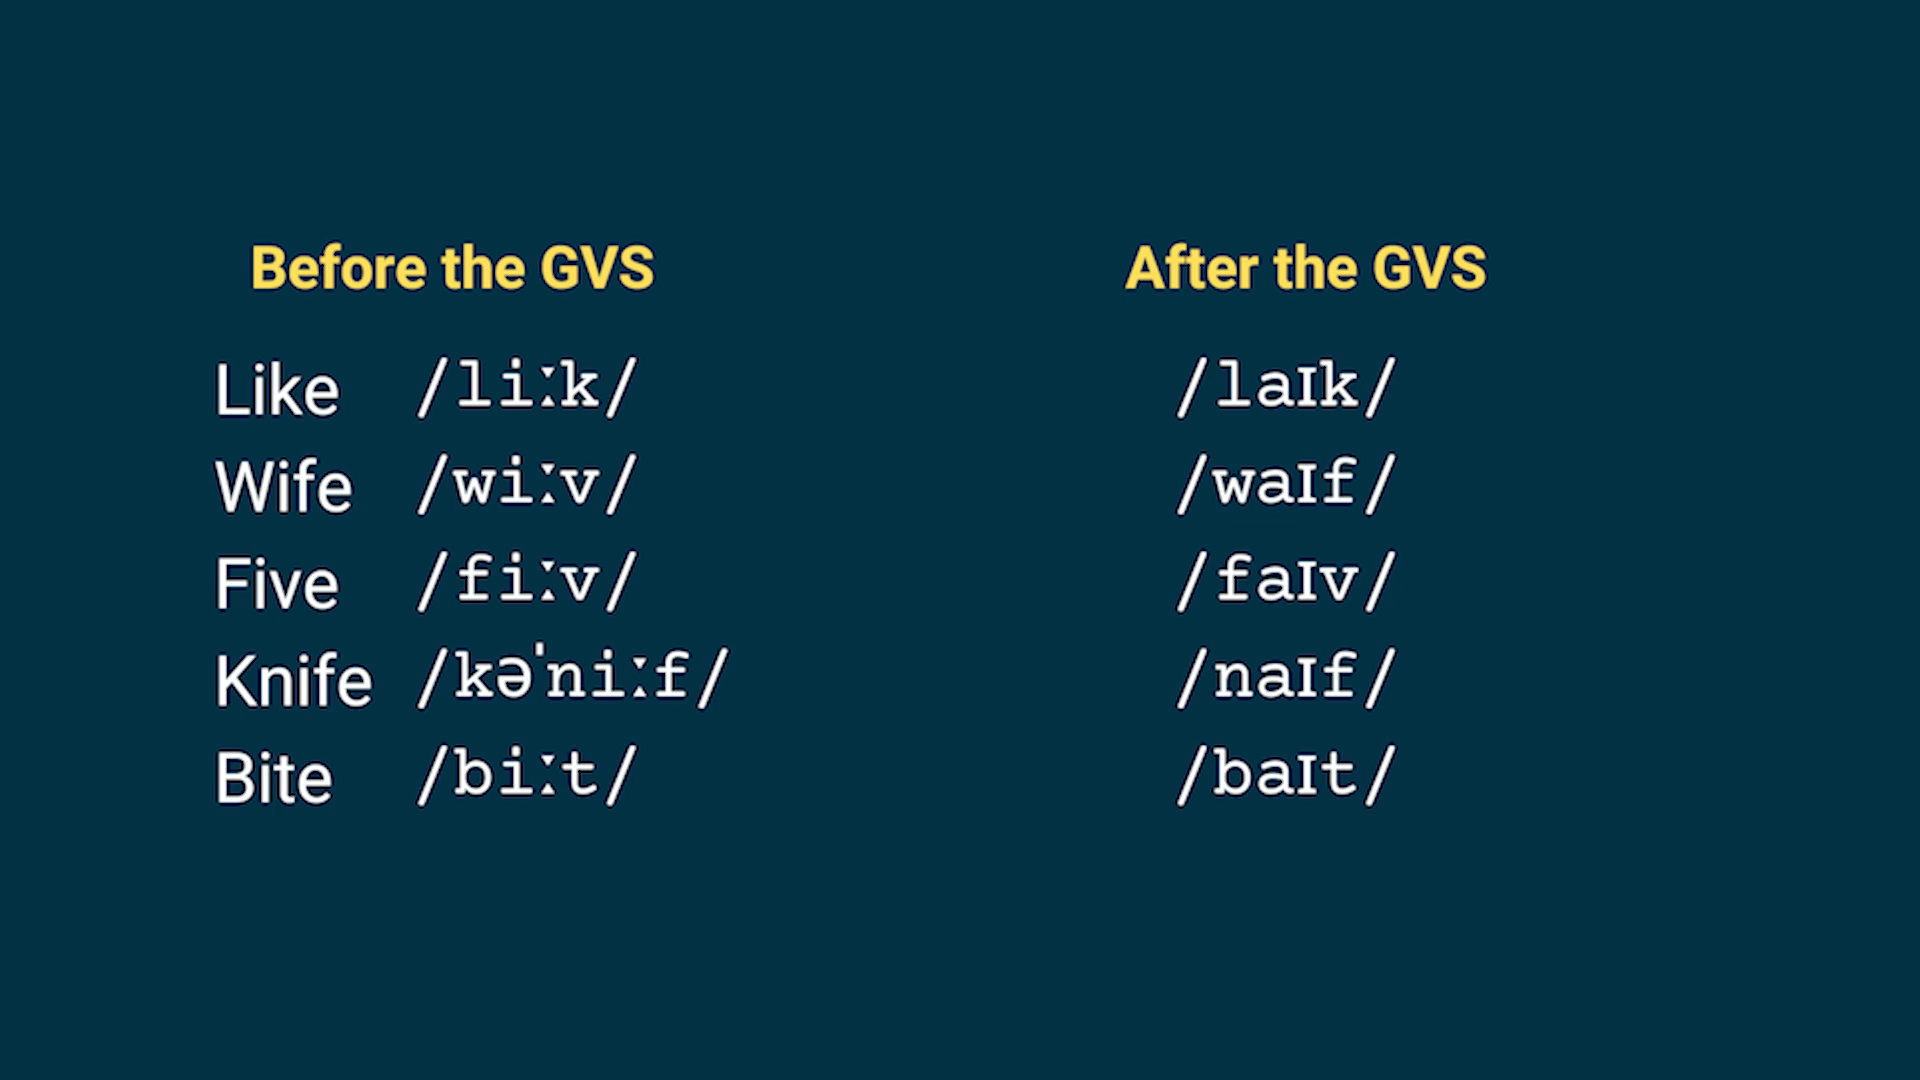 Before the GVS After the GVS
Like /liːk/ /laɪk/
Wife /wiːv/ /waɪf/
Five /fiːv/ /faɪv/
Knife /kəˈniːf/ /naɪf/
Bite /biːt/ /baɪt/